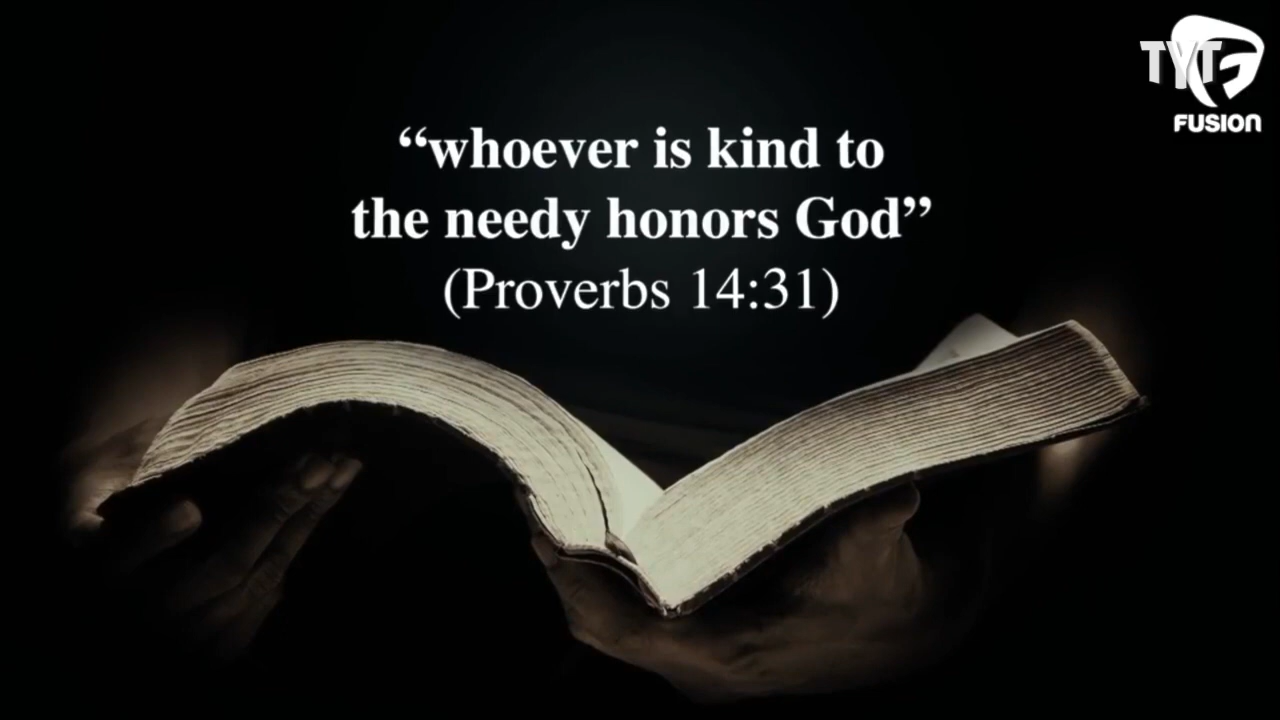 TYT
FUSION
“whoever is kind to
the needy honors God”
(Proverbs 14:31)